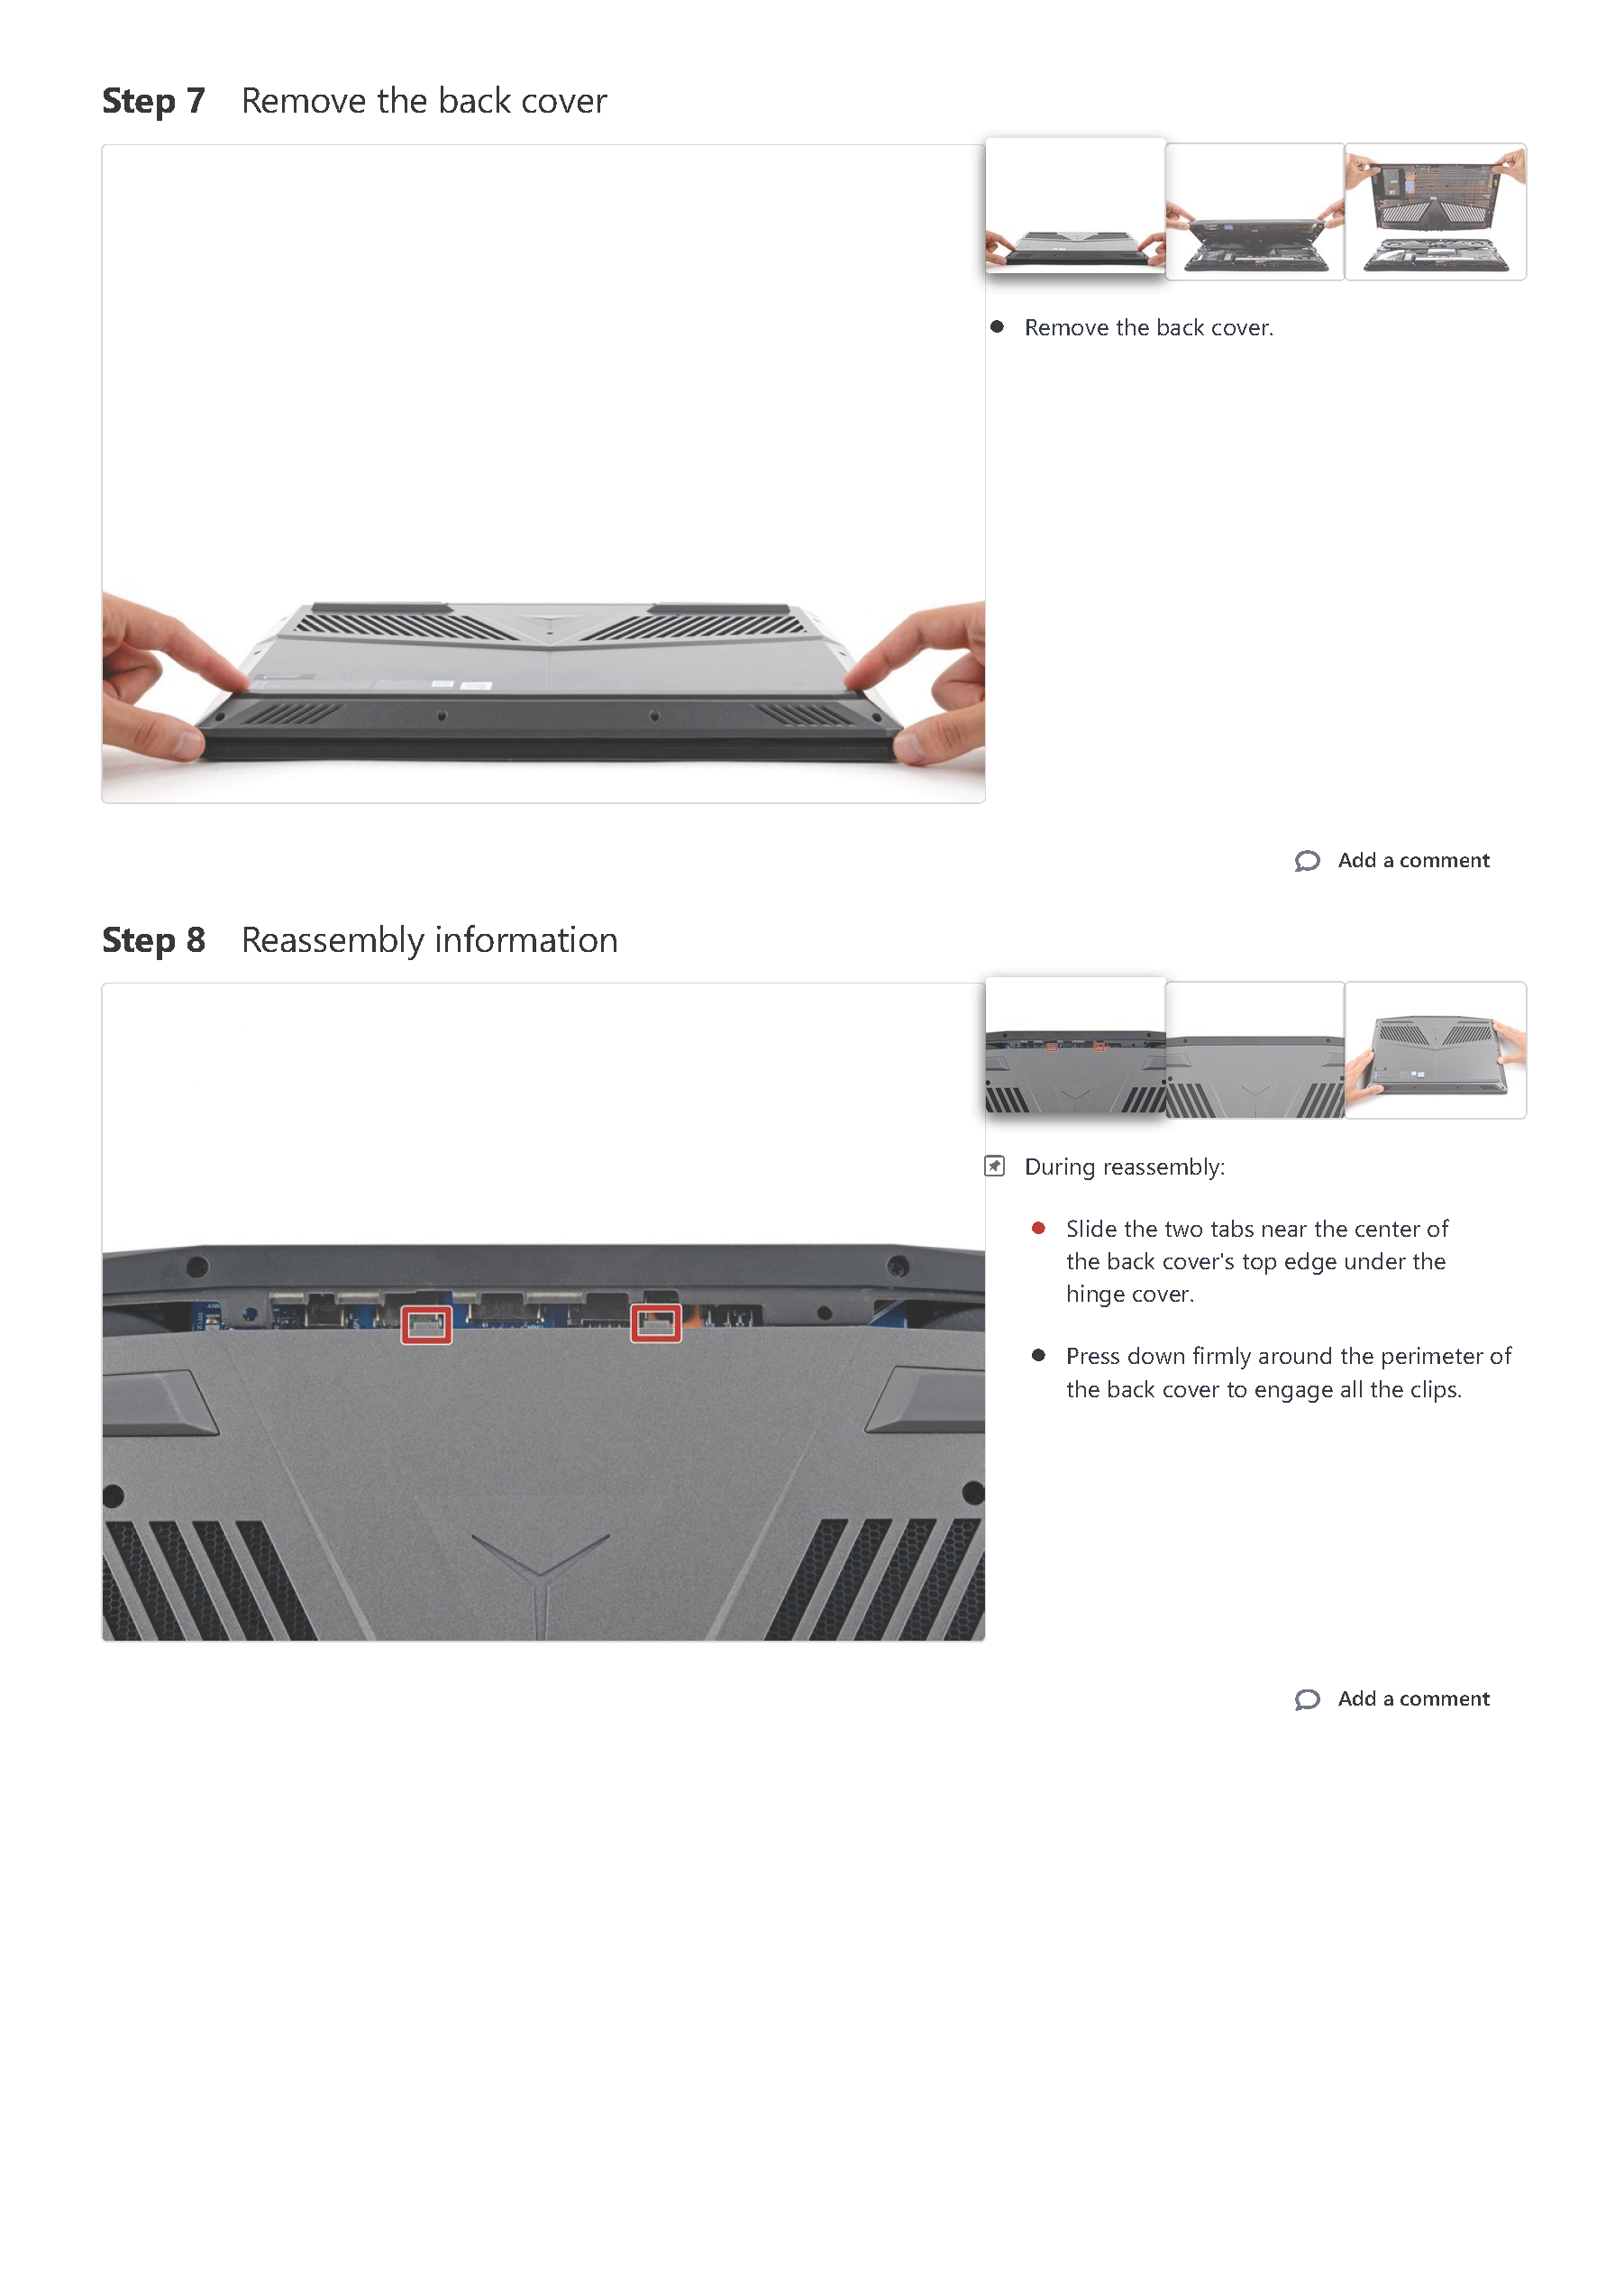 Step 7 Remove the back cover
Remove the back cover.
Add a comment
Step 8 Reassembly information
During reassembly:
Slide the two tabs near the center of
the back cover's top edge under the
hinge cover.
Press down firmly around the perimeter of
the back cover to engage all the clips.
Add a comment